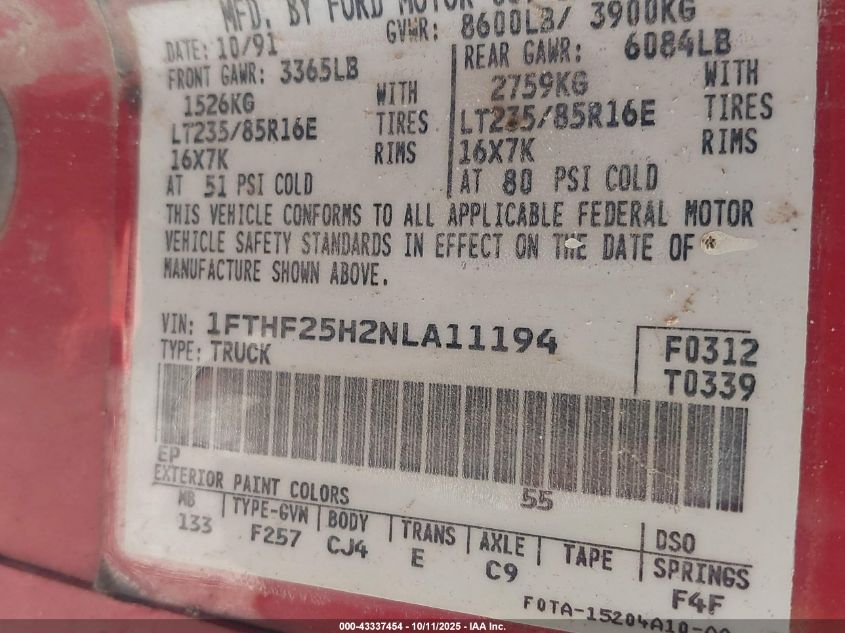 MFD. BY FORD MOTOR
DATE: 10/91 GVWR: 8600LB/ 3900KG
FRONT GAWR: 3365LB REAR GAWR: 6084LB
1526KG WITH 2759KG WITH
LT235/85R16E TIRES LT235/85R16E TIRES
16X7K RIMS 16X7K RIMS
AT 51 PSI COLD AT 80 PSI COLD
THIS VEHICLE CONFORMS TO ALL APPLICABLE FEDERAL MOTOR
VEHICLE SAFETY STANDARDS IN EFFECT ON THE DATE OF
MANUFACTURE SHOWN ABOVE.
VIN: 1FTHF25H2NLA11194 F0312
TYPE: TRUCK T0339
EP 55
EXTERIOR PAINT COLORS DSO
WB TYPE-GVW BODY TRANS AXLE TAPE SPRINGS
133 F257 CJ4 E C9 F4F
F0TA-15204A10-
000-43337454 - 10/11/2025 - IAA Inc.